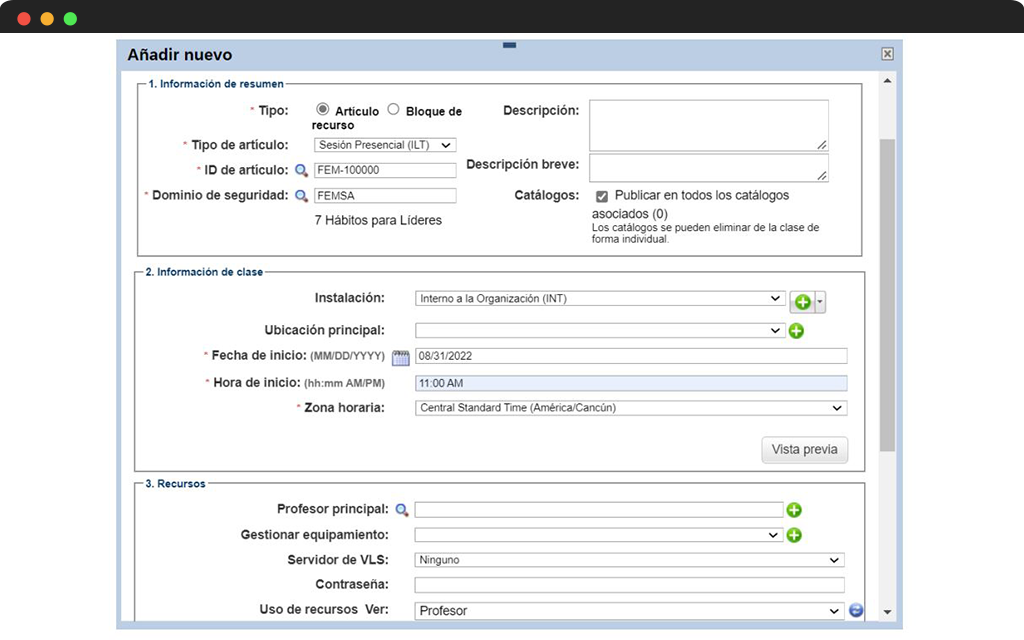 Añadir nuevo
1. Información de resumen
* Tipo: Artículo Bloque de recurso
Descripción:
* Tipo de artículo: Sesión Presencial (ILT)
Descripción breve:
* ID de artículo: FEM-100000
* Dominio de seguridad: FEMSA
7 Hábitos para Líderes
Catálogos: Publicar en todos los catálogos
asociados (0)
Los catálogos se pueden eliminar de la clase de
forma individual.
2. Información de clase
Instalación: Interno a la Organización (INT)
Ubicación principal:
* Fecha de inicio: (MM/DD/YYYY) 08/31/2022
* Hora de inicio: (hh:mm AM/PM) 11:00 AM
* Zona horaria: Central Standard Time (América/Cancún)
Vista previa
3. Recursos
Profesor principal:
Gestionar equipamiento:
Servidor de VLS: Ninguno
Contraseña:
Uso de recursos Ver: Profesor